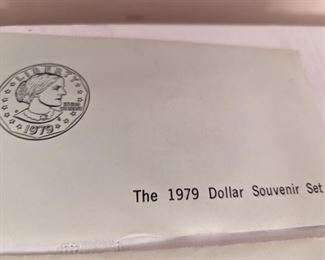 LIBERTY
1979
The 1979 Dollar Souvenir Set